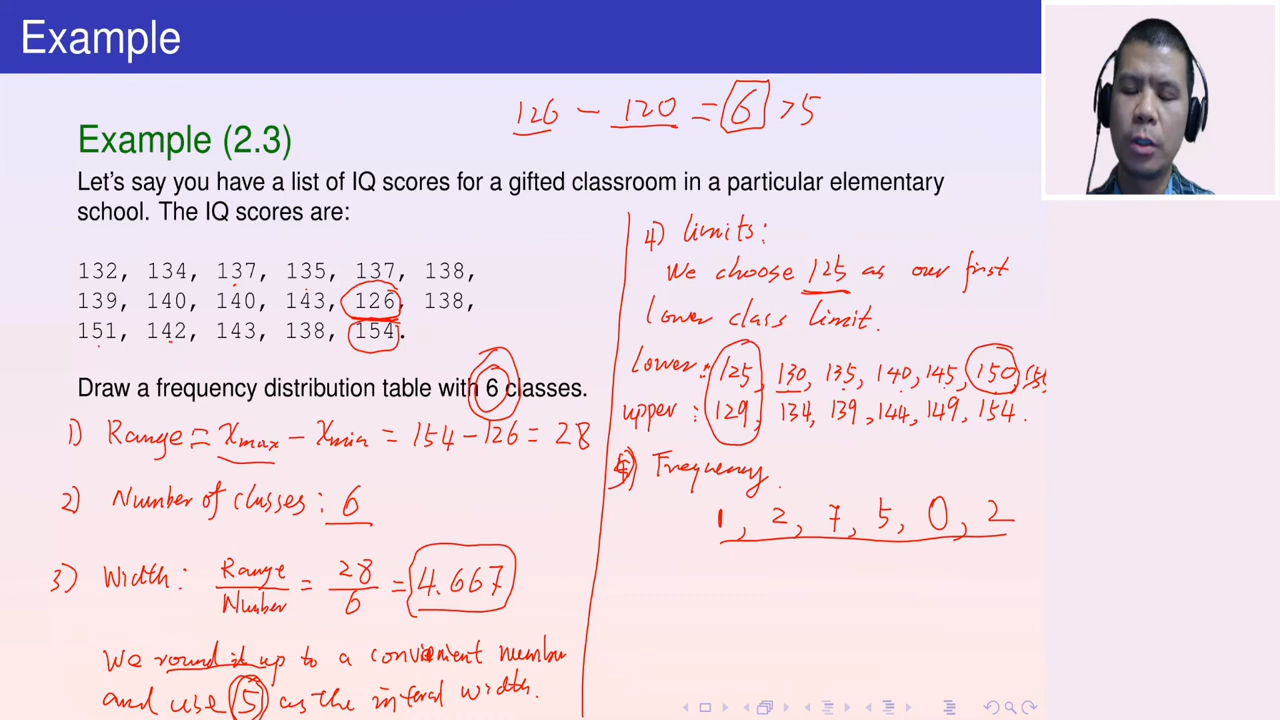 Example
126 - 120 = 6 > 5
Example (2.3)
Let's say you have a list of IQ scores for a gifted classroom in a particular elementary
school. The IQ scores are:
132, 134, 137, 135, 137, 138,
139, 140, 140, 143, 126, 138,
151, 142, 143, 138, 154.
Draw a frequency distribution table with 6 classes.
1) Range = xmax - xmin = 154 - 126 = 28
2) Number of classes: 6
3) Width: Range/Number = 28/6 = 4.667
We round it up to a convenient number
and use 5 as the interal width.
4) limits:
We choose 125 as our first
lower class limit.
lower: 125, 130, 135, 140, 145, 150
upper: 129, 134, 139, 144, 149, 154.
Frequency.
1, 2, 7, 5, 0, 2